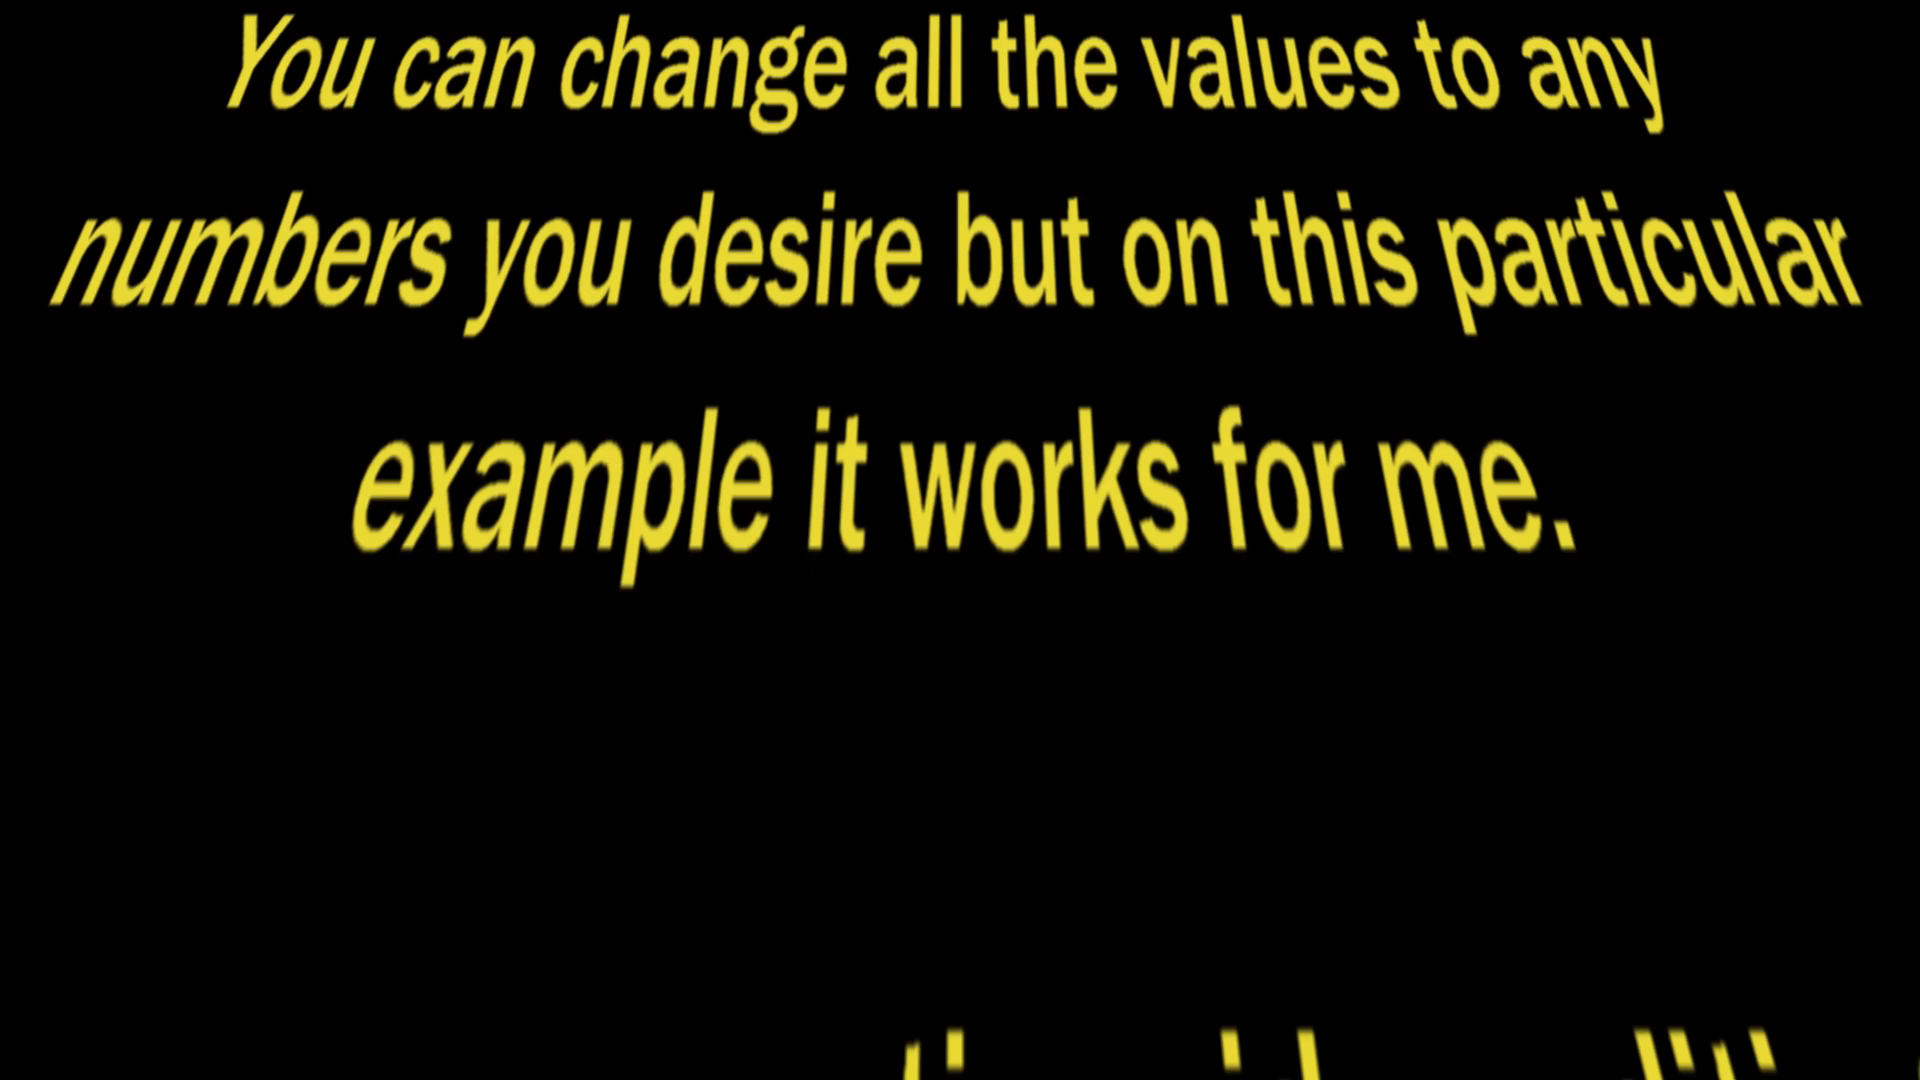 You can change all the values to any
numbers you desire but on this particular
example it works for me.